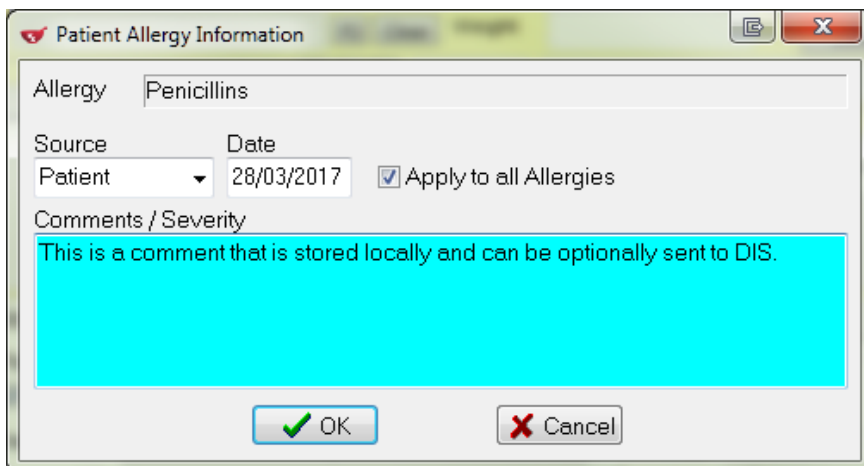 Patient Allergy Information
Allergy Penicillins
Source Date
Patient 28/03/2017 Apply to all Allergies
Comments / Severity
This is a comment that is stored locally and can be optionally sent to DIS.
OK Cancel